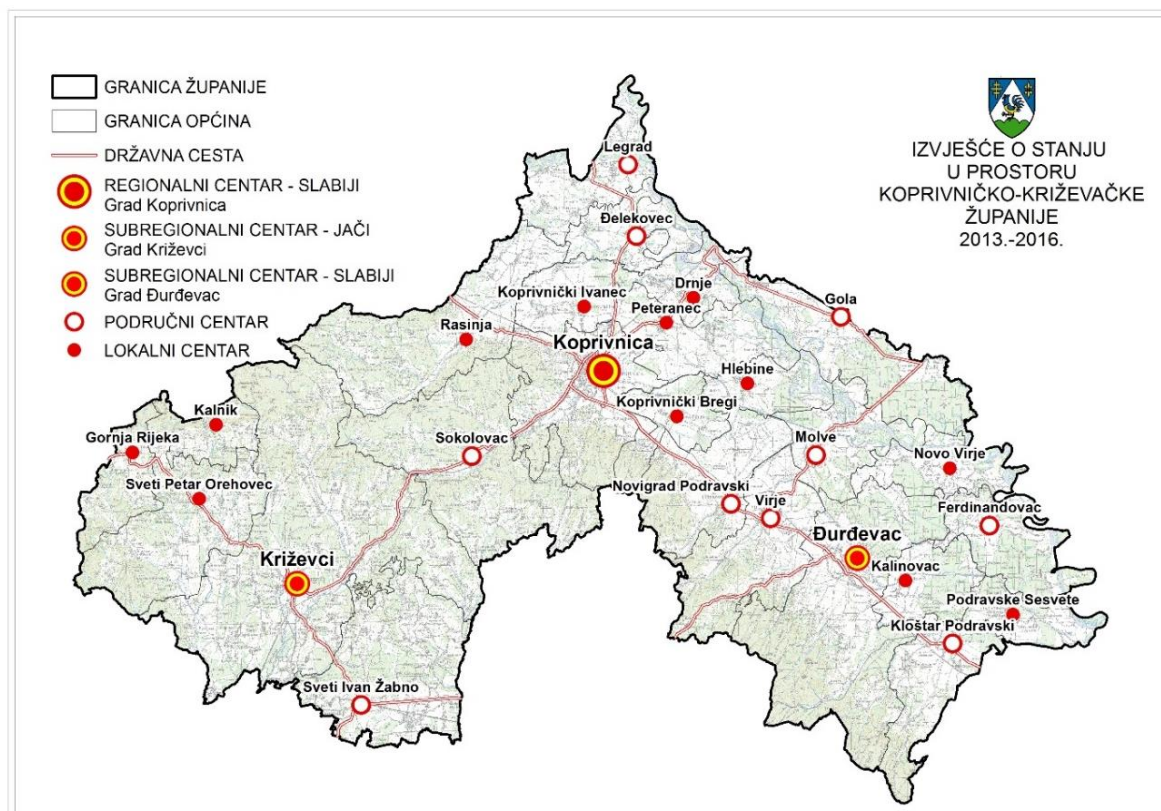 GRANICA ŽUPANIJE
GRANICA OPĆINA
DRŽAVNA CESTA
REGIONALNI CENTAR - SLABIJI
Grad Koprivnica
SUBREGIONALNI CENTAR - JAČI
Grad Križevci
SUBREGIONALNI CENTAR - SLABIJI
Grad Đurđevac
PODRUČNI CENTAR
LOKALNI CENTAR
IZVJEŠĆE O STANJU
U PROSTORU
KOPRIVNIČKO-KRIŽEVAČKE
ŽUPANIJE
2013.-2016.
Legrad
Đelekovec
Drnje
Koprivnički Ivanec
Peteranec
Gola
Rasinja
Koprivnica
Hlebine
Koprivnički Bregi
Kalnik
Gornja Rijeka
Sokolovac
Molve
Novo Virje
Sveti Petar Orehovec
Novigrad Podravski
Virje
Ferdinandovac
Križevci
Đurđevac
Kalinovac
Podravske Sesvete
Kloštar Podravski
Sveti Ivan Žabno